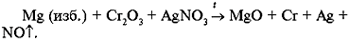 Mg (изб.) + Cr₂O₃ + AgNO₃ →ᵗ MgO + Cr + Ag +
NO↑.